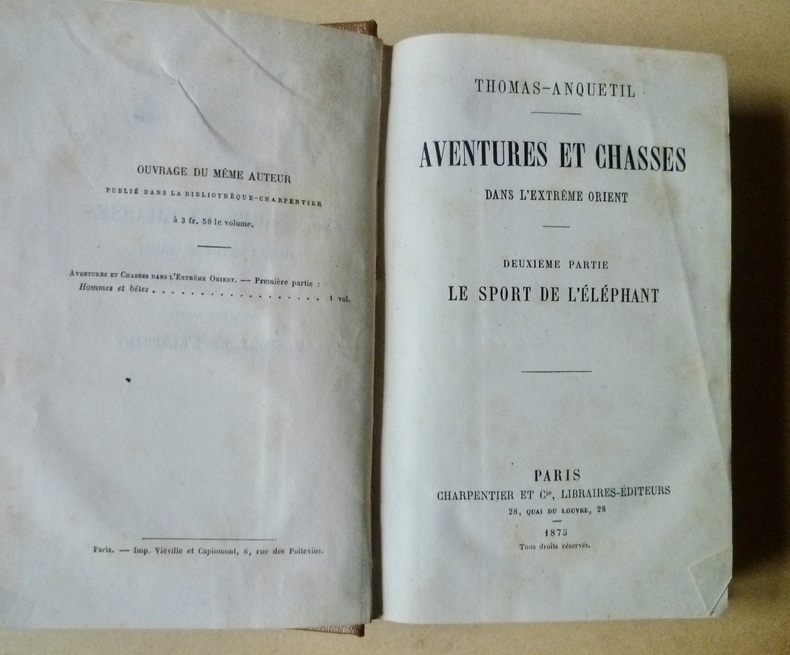 OUVRAGE DU MÊME AUTEUR
PUBLIÉ DANS LA BIBLIOTHÈQUE-CHARPENTIER
à 3 fr. 50 le volume.
AVENTURES ET CHASSES DANS L'EXTRÊME ORIENT. — Première partie :
Hommes et bêtes . . . . . . . . . . . . . . . . . . 1 vol.
Paris. — Imp. Viéville et Capiomont, 6, rue des Poitevins.
THOMAS-ANQUETIL
AVENTURES ET CHASSES
DANS L'EXTRÊME ORIENT
DEUXIÈME PARTIE
LE SPORT DE L'ÉLÉPHANT
PARIS
CHARPENTIER ET Cie, LIBRAIRES-ÉDITEURS
28, QUAI DU LOUVRE, 28
1875
Tous droits réservés.